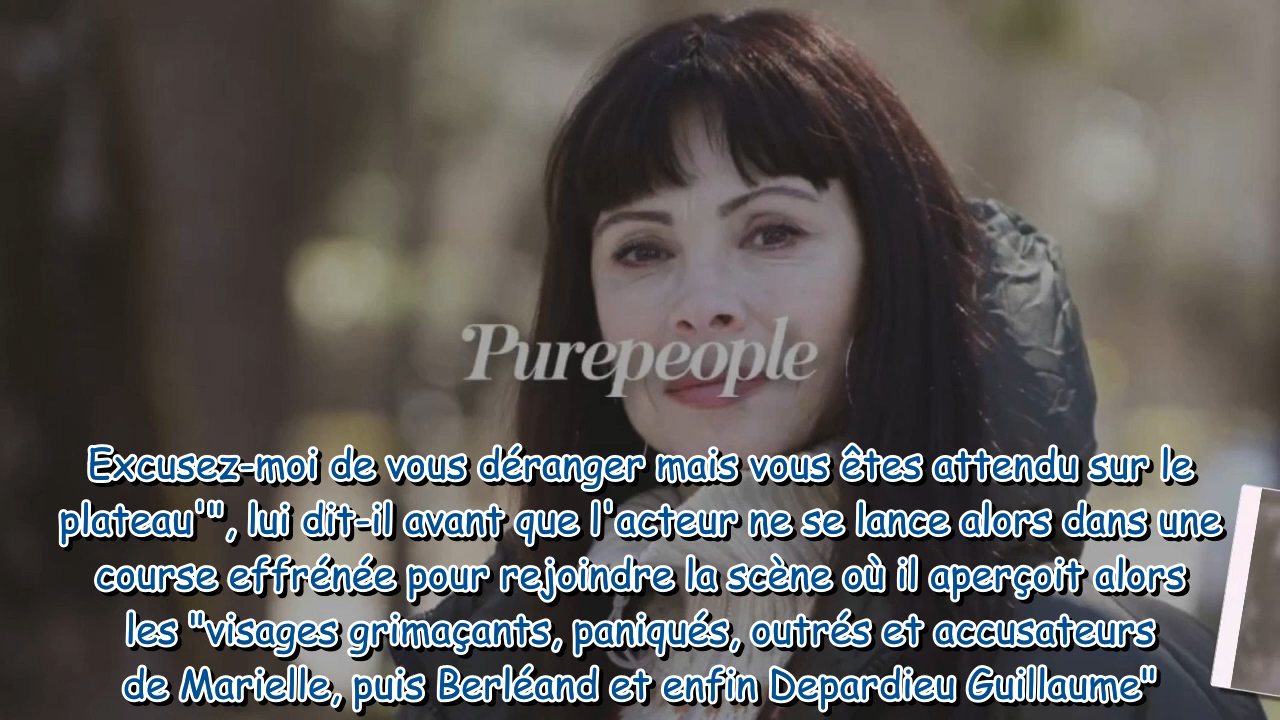 Purepeople
Excusez-moi de vous déranger mais vous êtes attendu sur le
plateau'", lui dit-il avant que l'acteur ne se lance alors dans une
course effrénée pour rejoindre la scène où il aperçoit alors
les "visages grimaçants, paniqués, outrés et accusateurs
de Marielle, puis Berléand et enfin Depardieu Guillaume"